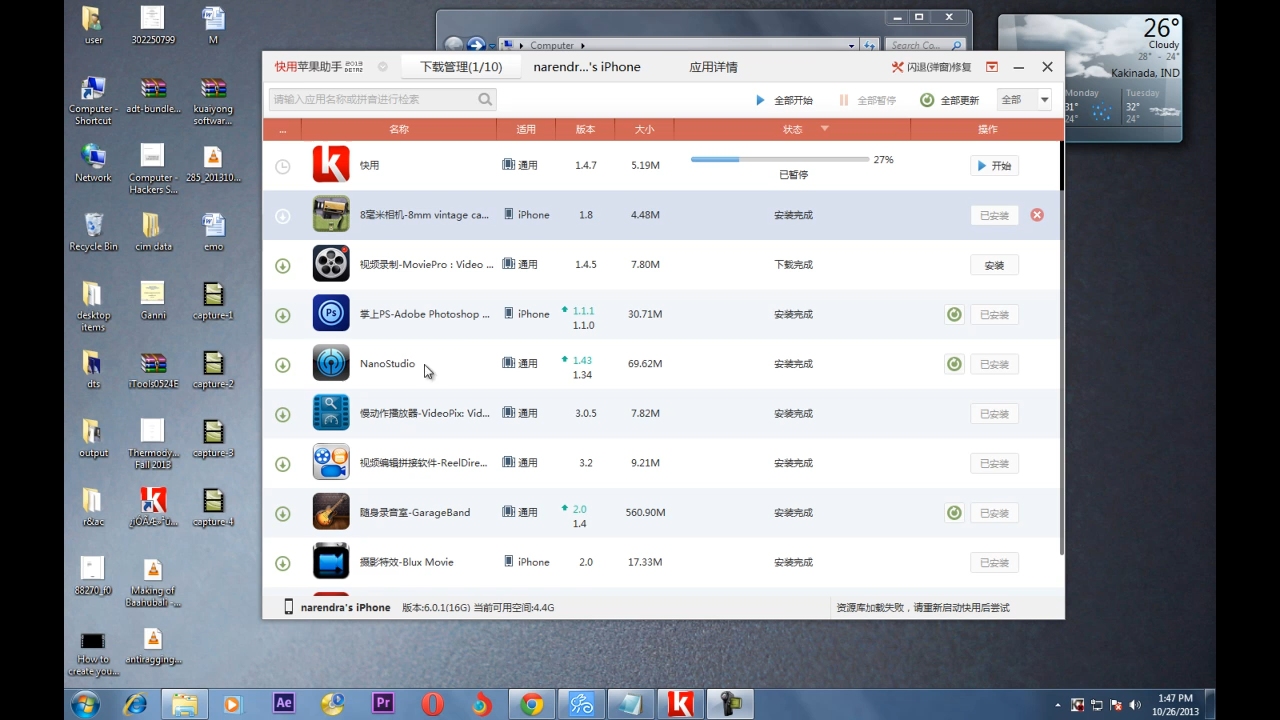 user
302250799
M
Computer - Shortcut
adt-bundle...
kuaiyong softwar...
Network
Computer - Hackers S...
285_201310...
Recycle Bin
cim data
emo
desktop items
Ganni
capture-1
dts
iTools0524E
capture-2
output
Thermody... Fall 2013
capture-3
r&ac
capture-4
88270_f0
Making of Baahubali -...
How to create you...
antiragging...
Computer
Search Co...
26°
Cloudy
28° - 24°
Kakinada, IND
Monday
31°
24°
Tuesday
32°
24°
快用苹果助手 2013
下载管理(1/10)
narendr...'s iPhone
应用详情
闪退(弹窗)修复
请输入应用名称或拼音进行检索
全部开始
全部暂停
全部更新
全部
... 名称 适用 版本 大小 状态 操作
快用 通用 1.4.7 5.19M 27% 开始
已暂停
8毫米相机-8mm vintage ca... iPhone 1.8 4.48M 安装完成 已安装
视频录制-MoviePro : Video ... 通用 1.4.5 7.80M 下载完成 安装
掌上PS-Adobe Photoshop ... iPhone 1.1.1 30.71M 安装完成 已安装
1.1.0
NanoStudio 通用 1.43 69.62M 安装完成 已安装
1.34
慢动作播放器-VideoPix: Vid... 通用 3.0.5 7.82M 安装完成 已安装
视频编辑拼接软件-ReelDire... 通用 3.2 9.21M 安装完成 已安装
随身录音室-GarageBand 通用 2.0 560.90M 安装完成 已安装
1.4
摄影特效-Blux Movie iPhone 2.0 17.33M 安装完成 已安装
narendra's iPhone 版本:6.0.1(16G) 当前可用空间:4.4G
资源库加载失败，请重新启动快用后尝试
Ps
Ae
Pr
1:47 PM
10/26/2013